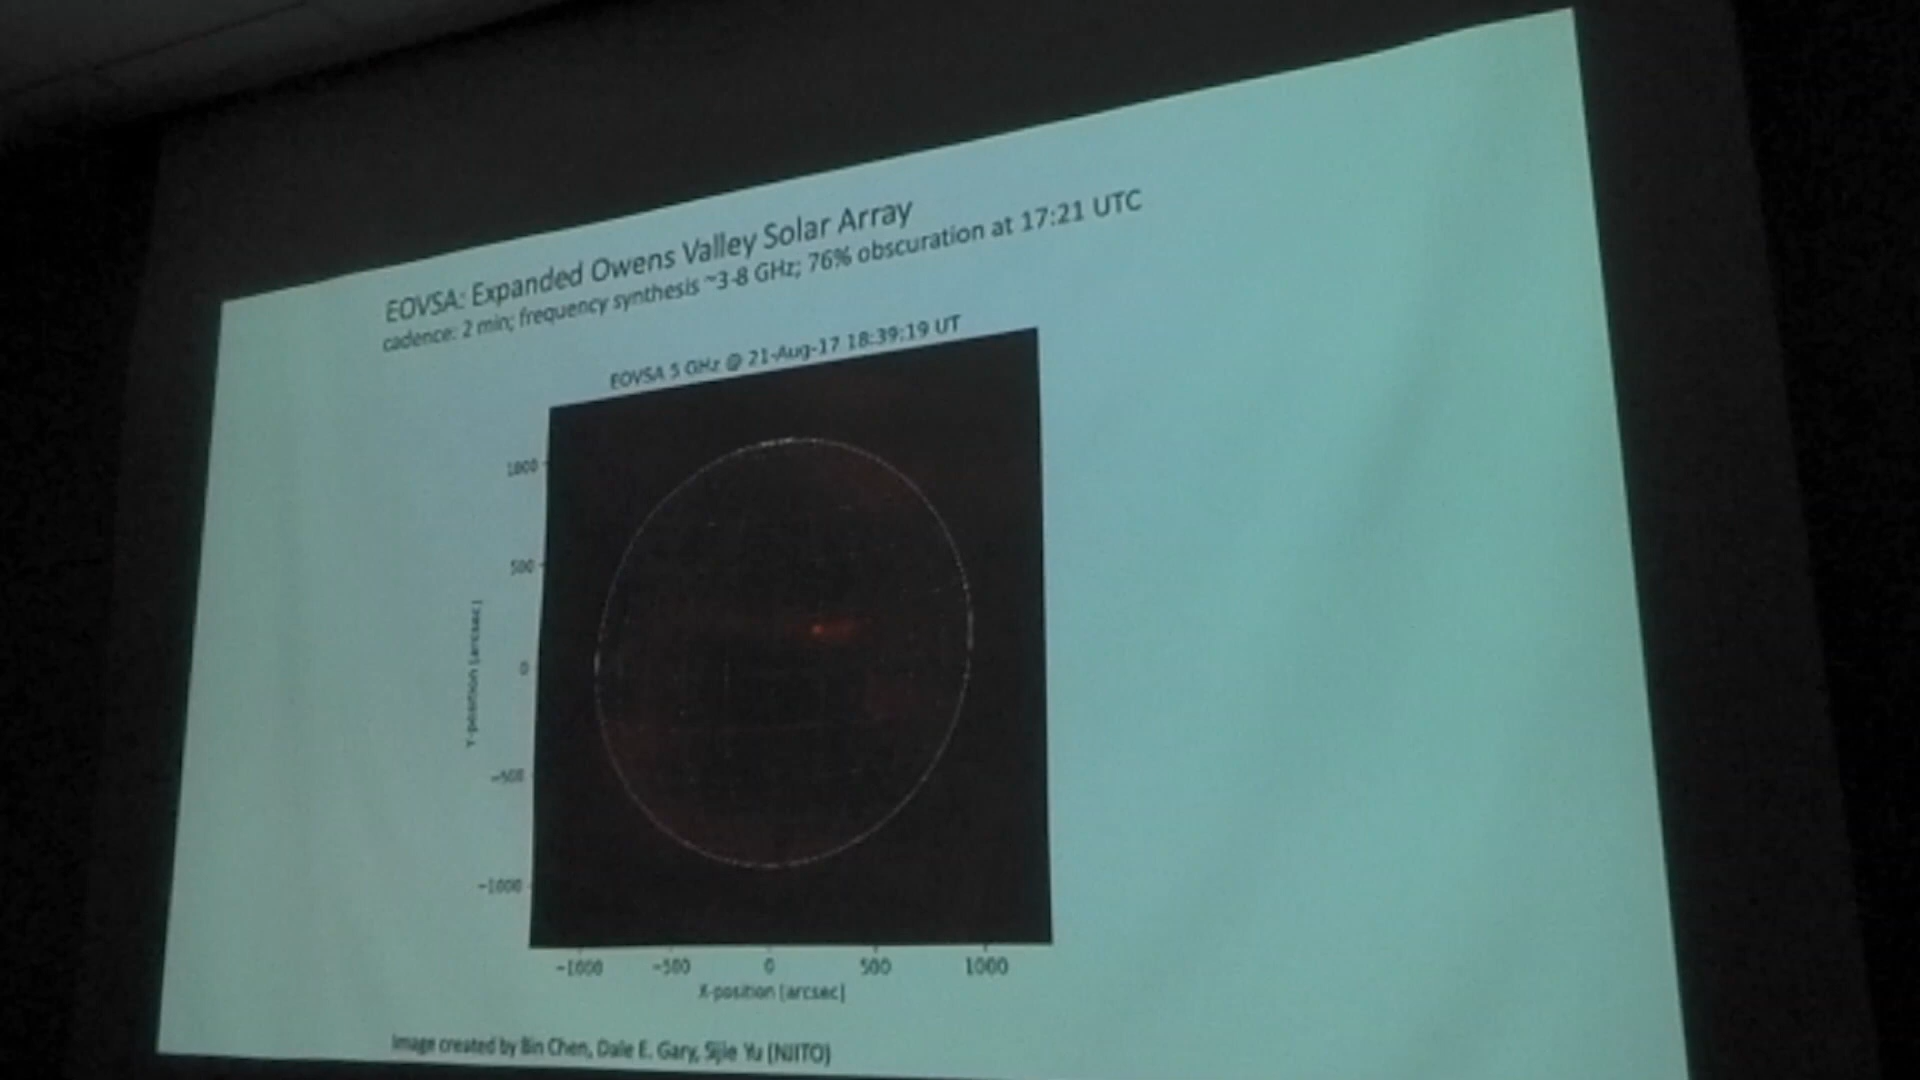 EOVSA: Expanded Owens Valley Solar Array
cadence: 2 min; frequency synthesis ~3-8 GHz; 76% obscuration at 17:21 UTC
EOVSA 5 GHz @ 21-Aug-17 18:39:19 UT
1000
500
0
−500
−1000
Y-position [arcsec]
−1000 −500 0 500 1000
X-position [arcsec]
Image created by Bin Chen, Dale E. Gary, Sijie Yu (NJITO)